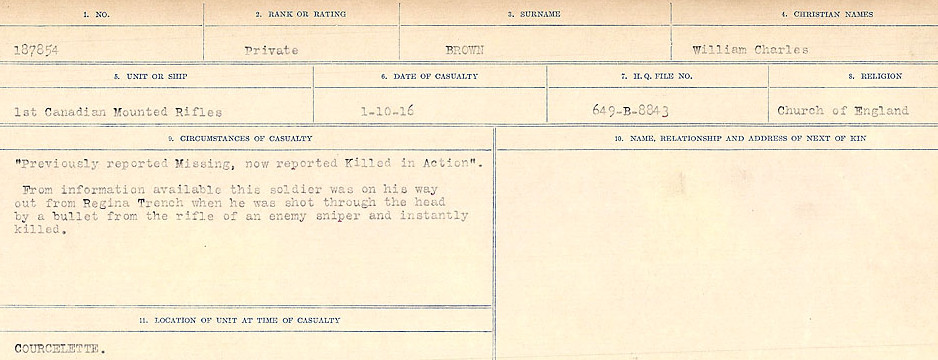 1. NO. 2. RANK OR RATING 3. SURNAME 4. CHRISTIAN NAMES
187854 Private BROWN William Charles
5. UNIT OR SHIP 6. DATE OF CASUALTY 7. H.Q. FILE NO. 8. RELIGION
1st Canadian Mounted Rifles 1-10-16 649-B-8843 Church of England
9. CIRCUMSTANCES OF CASUALTY 10. NAME, RELATIONSHIP AND ADDRESS OF NEXT OF KIN
"Previously reported Missing, now reported Killed in Action".
From information available this soldier was on his way
out from Regina Trench when he was shot through the head
by a bullet from the rifle of an enemy sniper and instantly
killed.
11. LOCATION OF UNIT AT TIME OF CASUALTY
COURCELETTE.